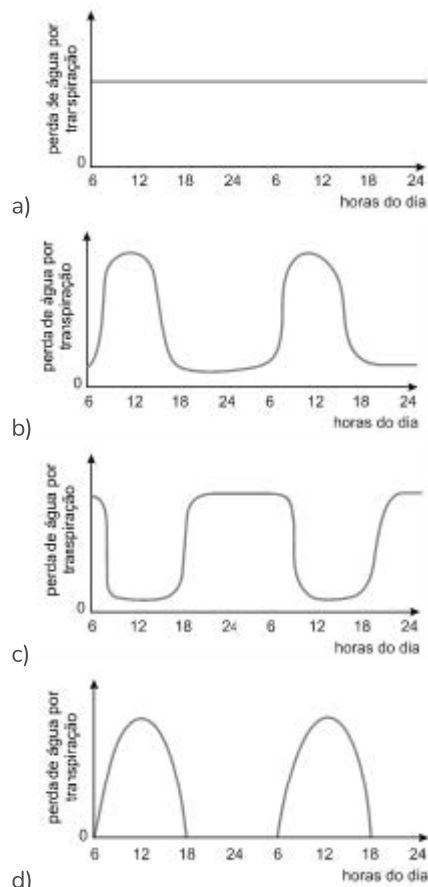 perda de água por
transpiração
0
6 12 18 24 6 12 18 24
horas do dia
a)
perda de água por
transpiração
0
6 12 18 24 6 12 18 24
horas do dia
b)
perda de água por
transpiração
0
6 12 18 24 6 12 18 24
horas do dia
c)
perda de água por
transpiração
0
6 12 18 24 6 12 18 24
horas do dia
d)